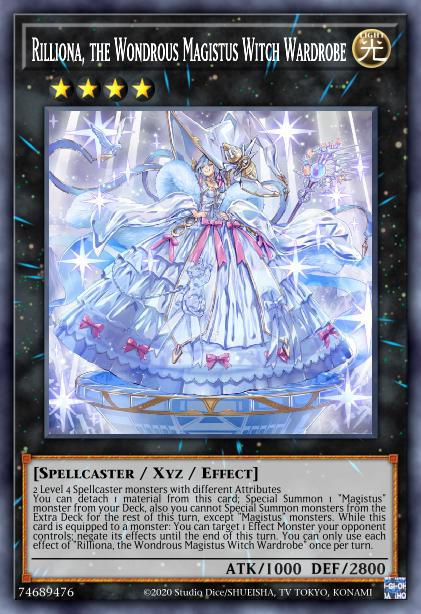 RILLIONA, THE WONDROUS MAGISTUS WITCH WARDROBE
LIGHT
光
[SPELLCASTER / XYZ / EFFECT]
2 Level 4 Spellcaster monsters with different Attributes
You can detach 1 material from this card; Special Summon 1 "Magistus"
monster from your Deck, also you cannot Special Summon monsters from the
Extra Deck for the rest of this turn, except "Magistus" monsters. While this
card is equipped to a monster: You can target 1 Effect Monster your opponent
controls; negate its effects until the end of this turn. You can only use each
effect of "Rilliona, the Wondrous Magistus Witch Wardrobe" once per turn.
ATK/1000 DEF/2800
74689476 ©2020 Studio Dice/SHUEISHA, TV TOKYO, KONAMI